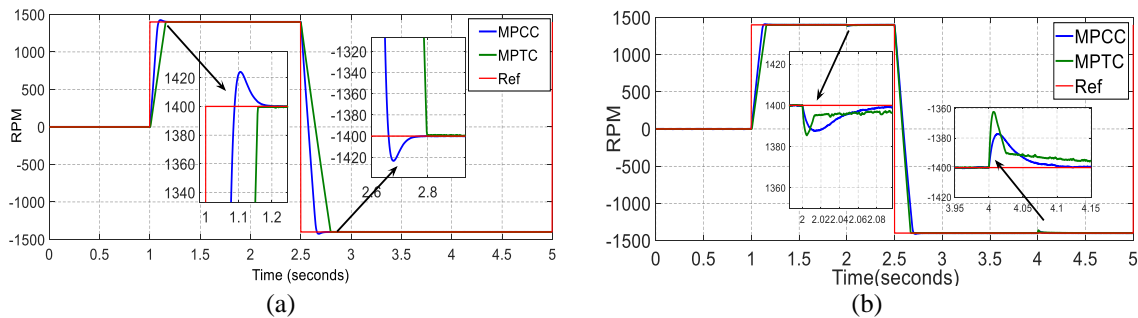 1500
1000
500
0
-500
-1000
-1500
RPM
0 0.5 1 1.5 2 2.5 3 3.5 4 4.5 5
Time (seconds)
MPCC
MPTC
Ref
1420
1400
1380
1360
1340
1 1.1 1.2
-1320
-1340
-1360
-1380
-1400
-1420
2.6 2.8
(a)
1500
1000
500
0
-500
-1000
-1500
RPM
0 0.5 1 1.5 2 2.5 3 3.5 4 4.5 5
Time(seconds)
MPCC
MPTC
Ref
1420
1400
1380
1360
2 2.02 2.04 2.06 2.08
-1360
-1380
-1400
-1420
3.95 4 4.05 4.1 4.15
(b)